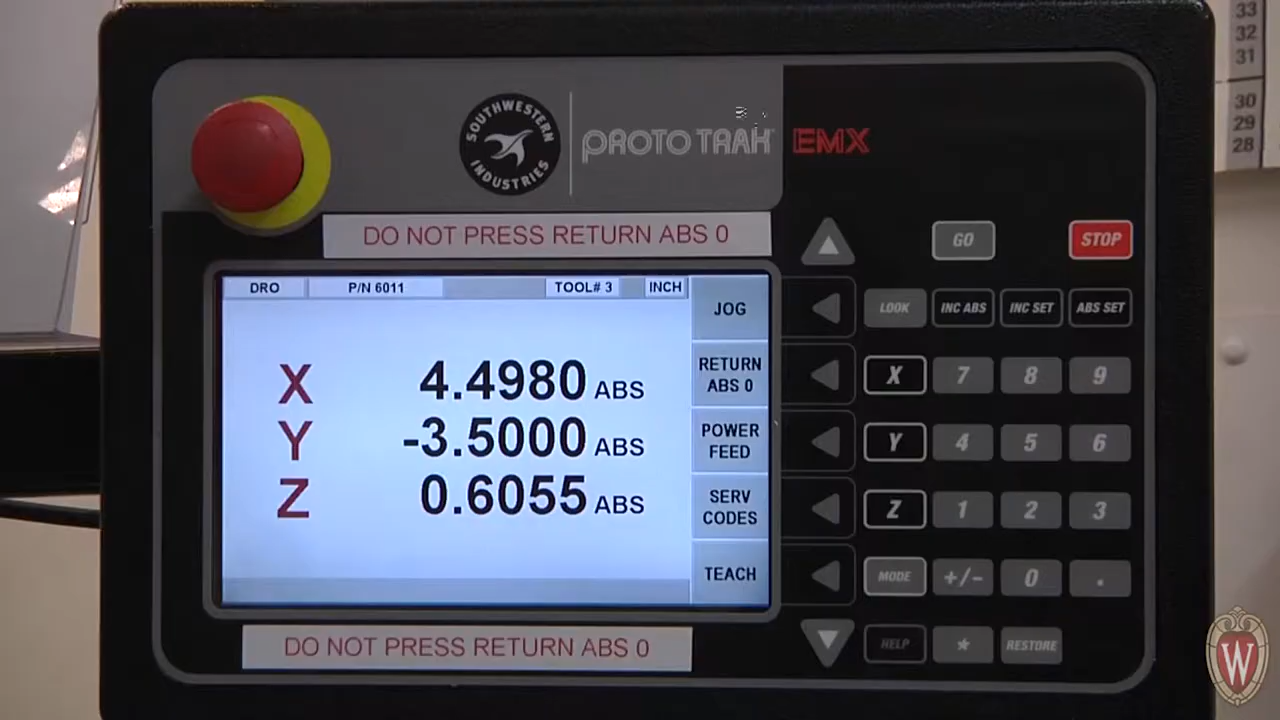 33
32
31
30
29
28
SOUTHWESTERN INDUSTRIES
PROTO TRAK EMX
DO NOT PRESS RETURN ABS 0
GO STOP
DRO P/N 6011 TOOL# 3 INCH
JOG
LOOK INC ABS INC SET ABS SET
X 4.4980 ABS
RETURN
ABS 0
X 7 8 9
Y -3.5000 ABS
POWER
FEED
Y 4 5 6
Z 0.6055 ABS
SERV
CODES
Z 1 2 3
TEACH
MODE +/- 0 .
HELP * RESTORE
DO NOT PRESS RETURN ABS 0
W